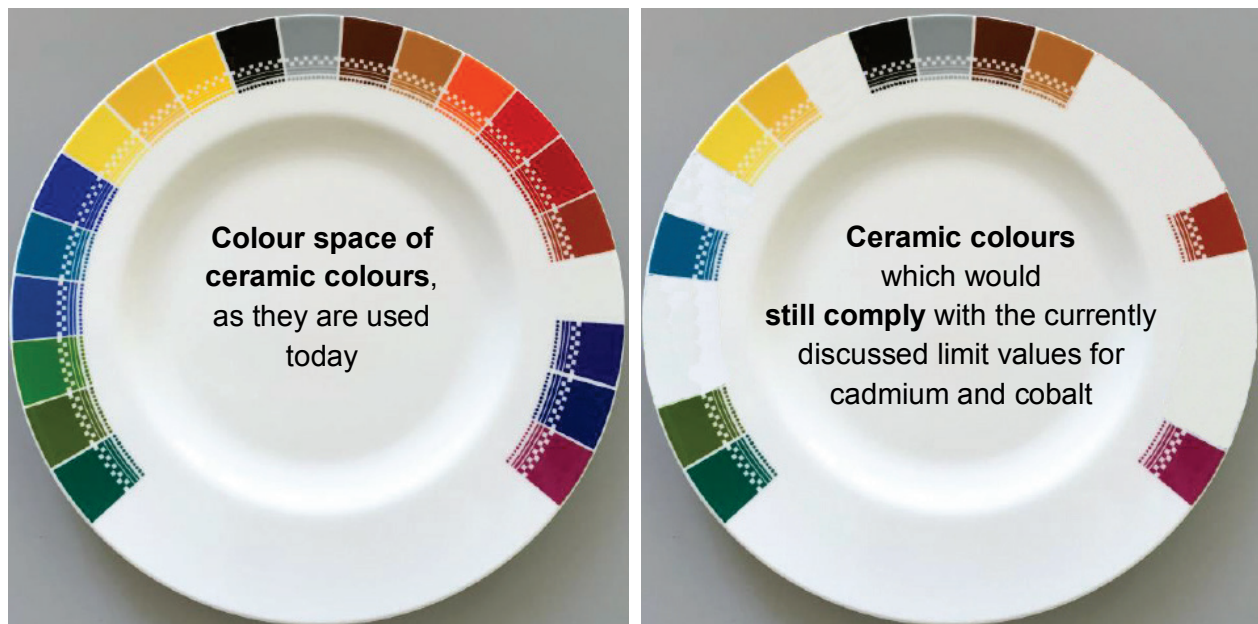 Colour space of
ceramic colours,
as they are used
today
Ceramic colours
which would
still comply with the currently
discussed limit values for
cadmium and cobalt